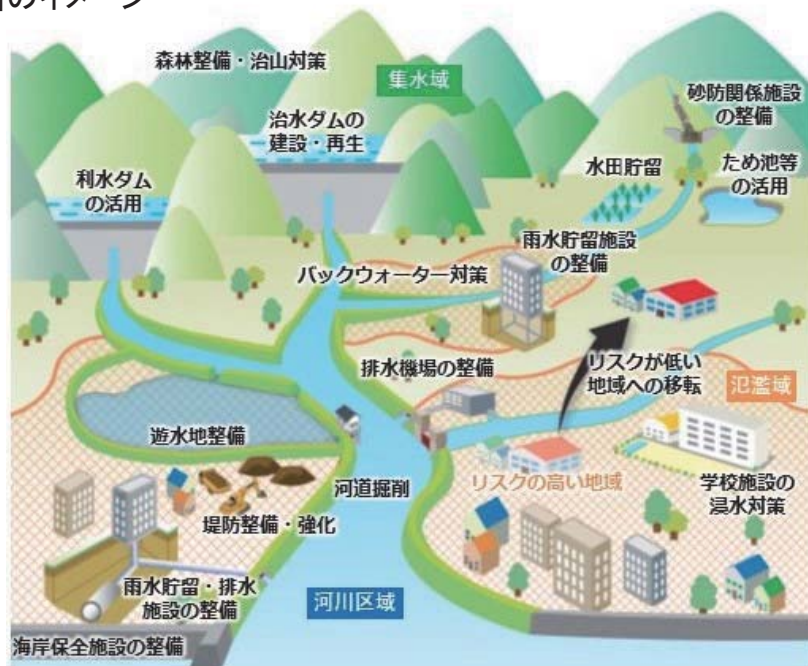 のイメージ
森林整備・治山対策
集水域
砂防関係施設
の整備
治水ダムの
建設・再生
水田貯留
ため池等
の活用
利水ダム
の活用
雨水貯留施設
の整備
バックウォーター対策
排水機場の整備
リスクが低い
地域への移転
氾濫域
遊水地整備
河道掘削
リスクの高い地域
学校施設の
浸水対策
堤防整備・強化
雨水貯留・排水
施設の整備
河川区域
海岸保全施設の整備